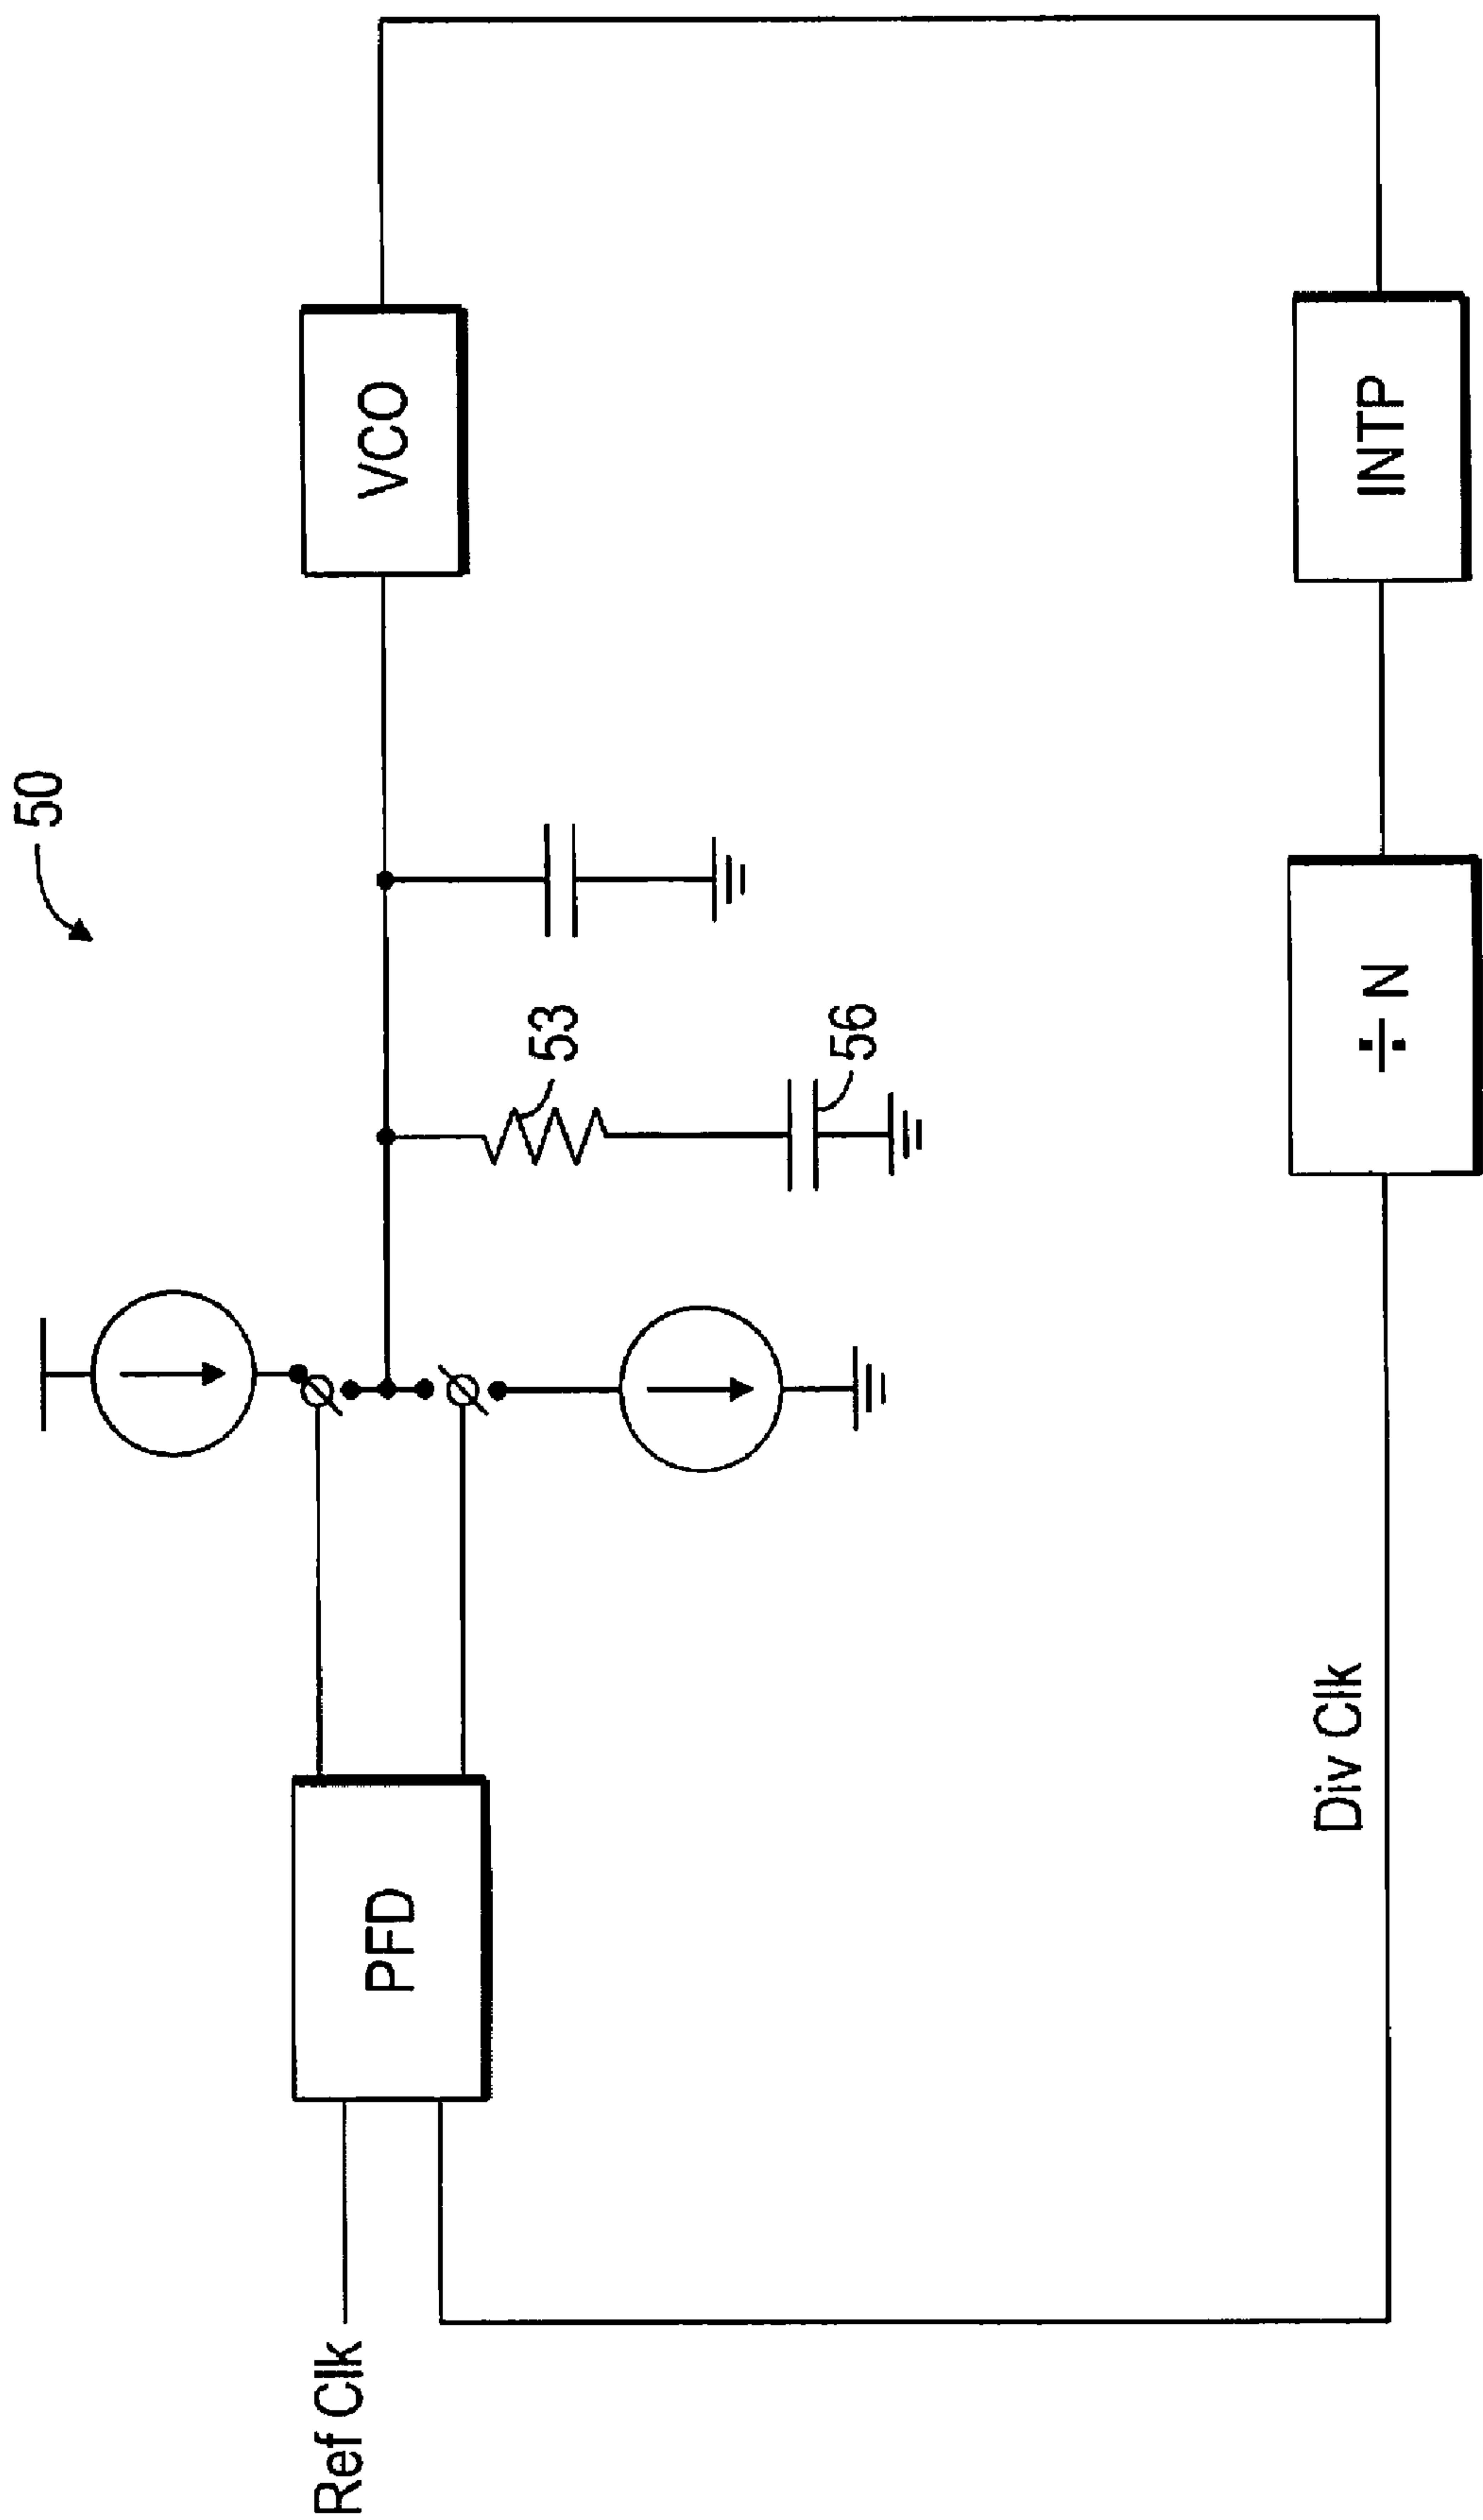 50
Ref Clk
PFD
53
56
VCO
Div Clk
÷ N
INTP